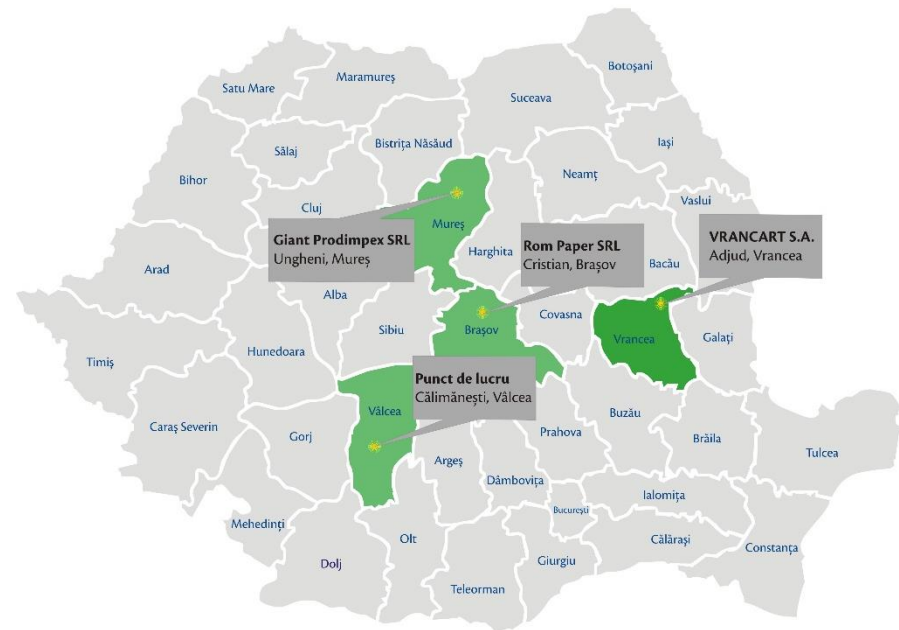 Botoșani
Maramureș
Satu Mare
Suceava
Iași
Bistrița Năsăud
Sălaj
Neamț
Bihor
Vaslui
Cluj
Mureș
Giant Prodimpex SRL
Ungheni, Mureș
Harghita
Rom Paper SRL
Cristian, Brașov
Bacău
VRANCART S.A.
Adjud, Vrancea
Arad
Alba
Sibiu
Brașov
Covasna
Vrancea
Galați
Timiș
Hunedoara
Punct de lucru
Călimănești, Vâlcea
Vâlcea
Caraș Severin
Gorj
Argeș
Prahova
Buzău
Brăila
Tulcea
Dâmbovița
Ialomița
București
Mehedinți
Olt
Dolj
Teleorman
Giurgiu
Călărași
Constanța